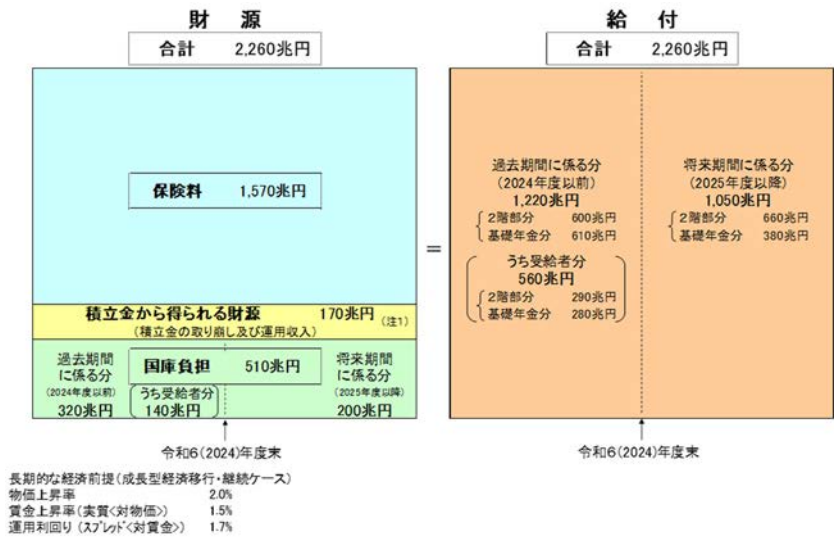 財　源
合計　2,260兆円
保険料　1,570兆円
積立金から得られる財源　170兆円（注1）
（積立金の取り崩し及び運用収入）
過去期間
に係る分
（2024年度以前）
320兆円
国庫負担　510兆円
うち受給者分
140兆円
将来期間
に係る分
（2025年度以降）
200兆円
令和6(2024)年度末
=
給　付
合計　2,260兆円
過去期間に係る分
（2024年度以前）
1,220兆円
2階部分　600兆円
基礎年金分　610兆円
うち受給者分
560兆円
2階部分　290兆円
基礎年金分　280兆円
将来期間に係る分
（2025年度以降）
1,050兆円
2階部分　660兆円
基礎年金分　380兆円
令和6(2024)年度末
長期的な経済前提（成長型経済移行・継続ケース）
物価上昇率　2.0%
賃金上昇率（実質<対物価>）　1.5%
運用利回り（スプレッド<対賃金>）　1.7%